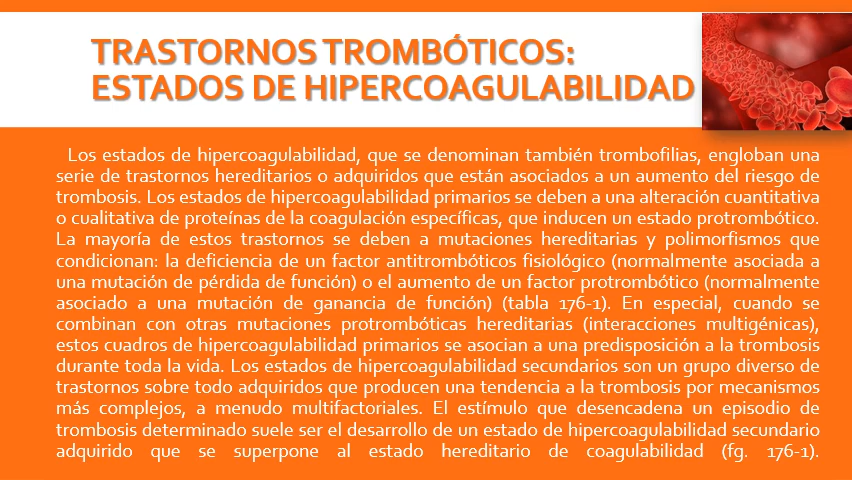 TRASTORNOS TROMBÓTICOS:
ESTADOS DE HIPERCOAGULABILIDAD
Los estados de hipercoagulabilidad, que se denominan también trombofilias, engloban una
serie de trastornos hereditarios o adquiridos que están asociados a un aumento del riesgo de
trombosis. Los estados de hipercoagulabilidad primarios se deben a una alteración cuantitativa
o cualitativa de proteínas de la coagulación específicas, que inducen un estado protrombótico.
La mayoría de estos trastornos se deben a mutaciones hereditarias y polimorfismos que
condicionan: la deficiencia de un factor antitrombóticos fisiológico (normalmente asociada a
una mutación de pérdida de función) o el aumento de un factor protrombótico (normalmente
asociado a una mutación de ganancia de función) (tabla 176-1). En especial, cuando se
combinan con otras mutaciones protrombóticas hereditarias (interacciones multigénicas),
estos cuadros de hipercoagulabilidad primarios se asocian a una predisposición a la trombosis
durante toda la vida. Los estados de hipercoagulabilidad secundarios son un grupo diverso de
trastornos sobre todo adquiridos que producen una tendencia a la trombosis por mecanismos
más complejos, a menudo multifactoriales. El estímulo que desencadena un episodio de
trombosis determinado suele ser el desarrollo de un estado de hipercoagulabilidad secundario
adquirido que se superpone al estado hereditario de coagulabilidad (fg. 176-1).